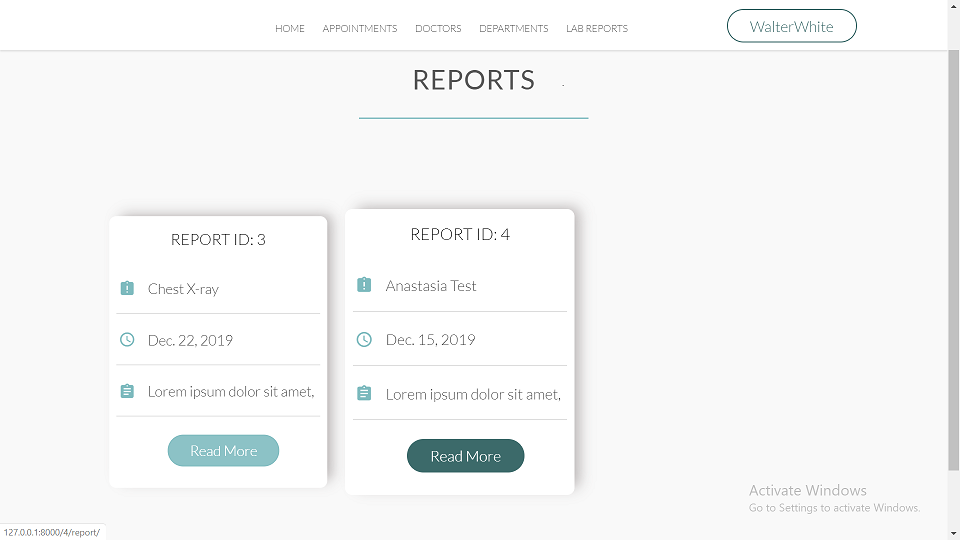 HOME APPOINTMENTS DOCTORS DEPARTMENTS LAB REPORTS WalterWhite
REPORTS
REPORT ID: 3
Chest X-ray
Dec. 22, 2019
Lorem ipsum dolor sit amet,
Read More
REPORT ID: 4
Anastasia Test
Dec. 15, 2019
Lorem ipsum dolor sit amet,
Read More
Activate Windows
Go to Settings to activate Windows.
127.0.0.1:8000/4/report/